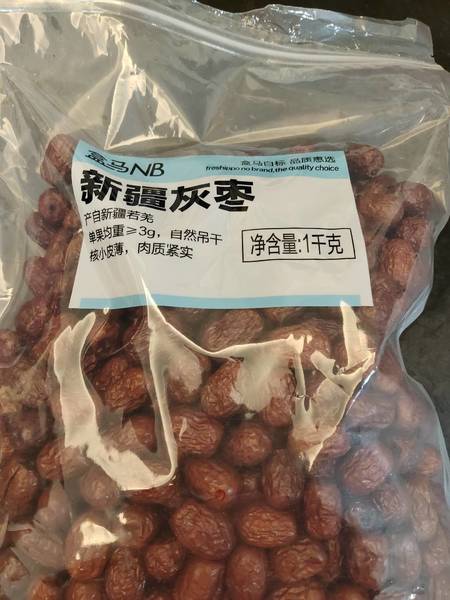 盒马NB
盒马白标 品质惠选
freshippo no brand,the quality choice
新疆灰枣
产自新疆若羌
单果均重≥3g，自然吊干
核小皮薄，肉质紧实
净含量:1千克